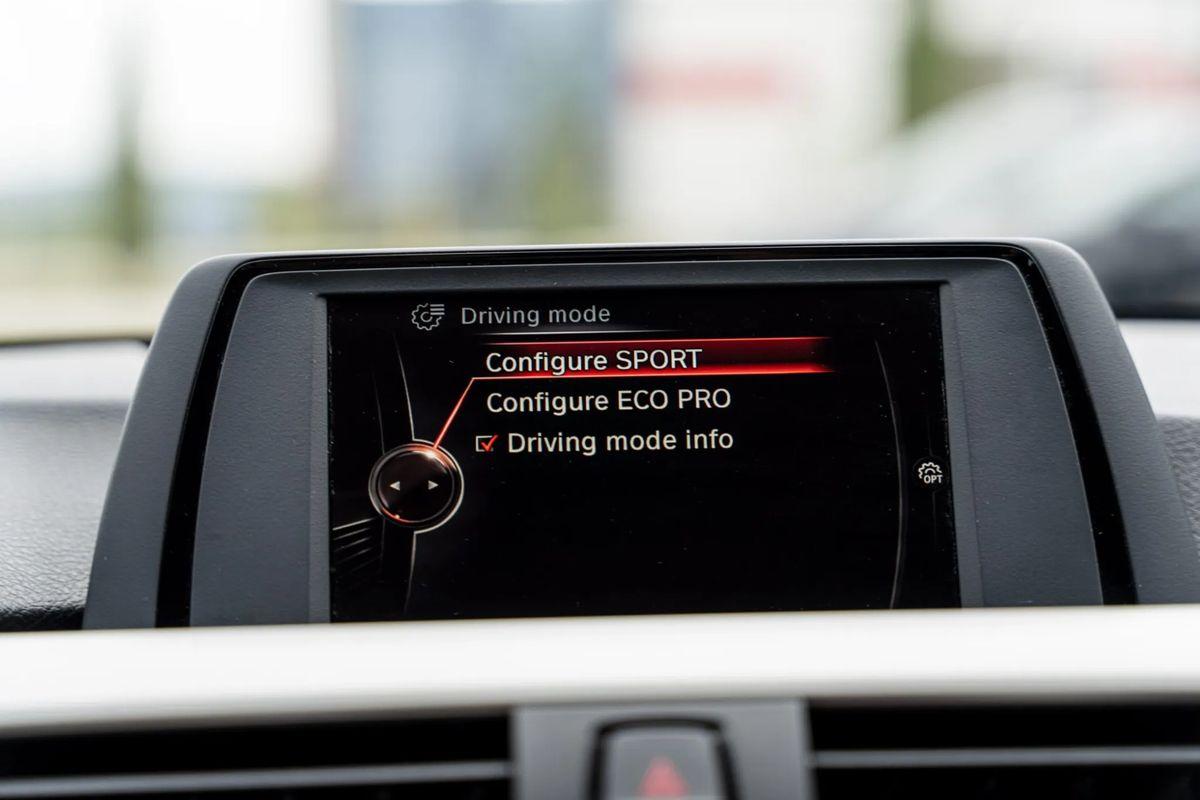 Driving mode
Configure SPORT
Configure ECO PRO
Driving mode info
OPT